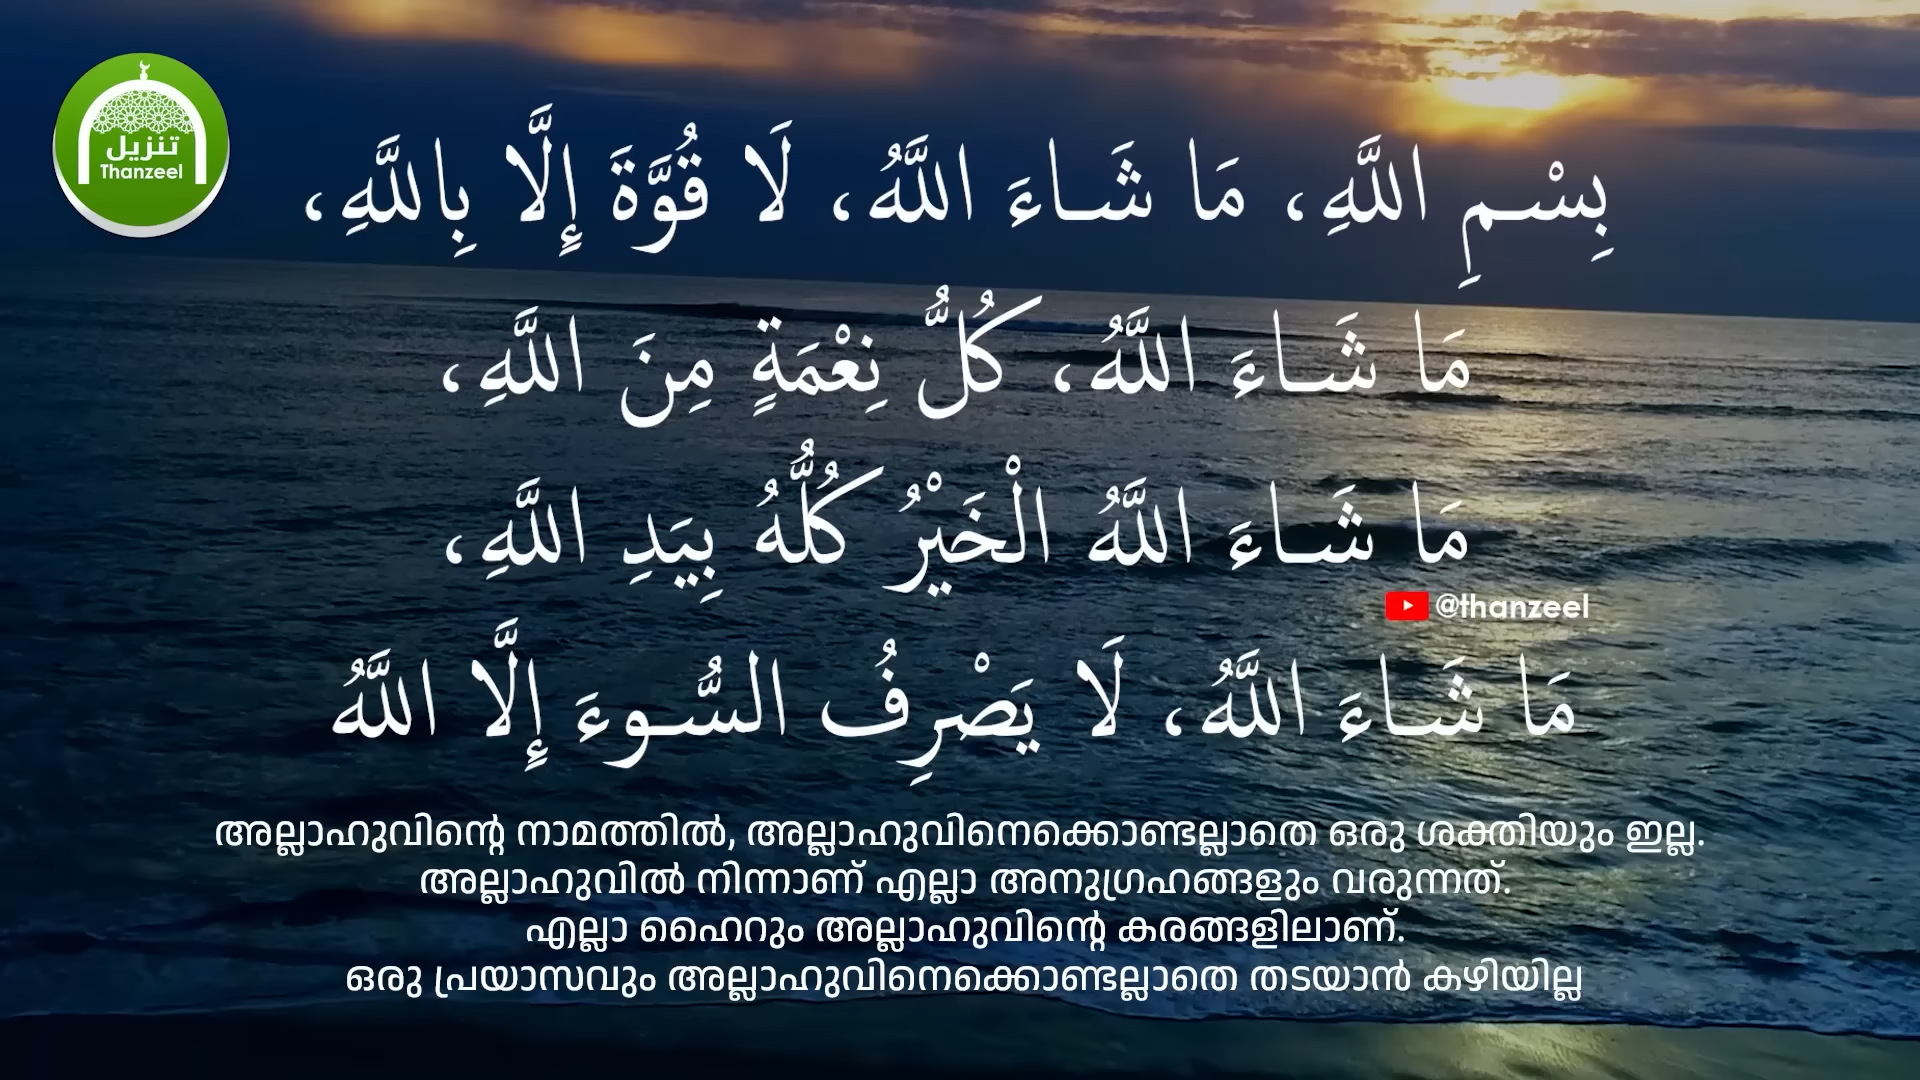 تنزيل
Thanzeel
بِسْمِ اللَّهِ، مَا شَاءَ اللَّهُ، لَا قُوَّةَ إِلَّا بِاللَّهِ،
مَا شَاءَ اللَّهُ، كُلُّ نِعْمَةٍ مِنَ اللَّهِ،
مَا شَاءَ اللَّهُ الْخَيْرُ كُلُّهُ بِيَدِ اللَّهِ،
@thanzeel
مَا شَاءَ اللَّهُ، لَا يَصْرِفُ السُّوءَ إِلَّا اللَّهُ
അല്ലാഹുവിന്റെ നാമത്തിൽ, അല്ലാഹുവിനെക്കൊണ്ടല്ലാതെ ഒരു ശക്തിയും ഇല്ല.
അല്ലാഹുവിൽ നിന്നാണ് എല്ലാ അനുഗ്രഹങ്ങളും വരുന്നത്.
എല്ലാ ഹൈറും അല്ലാഹുവിന്റെ കരങ്ങളിലാണ്.
ഒരു പ്രയാസവും അല്ലാഹുവിനെക്കൊണ്ടല്ലാതെ തടയാൻ കഴിയില്ല